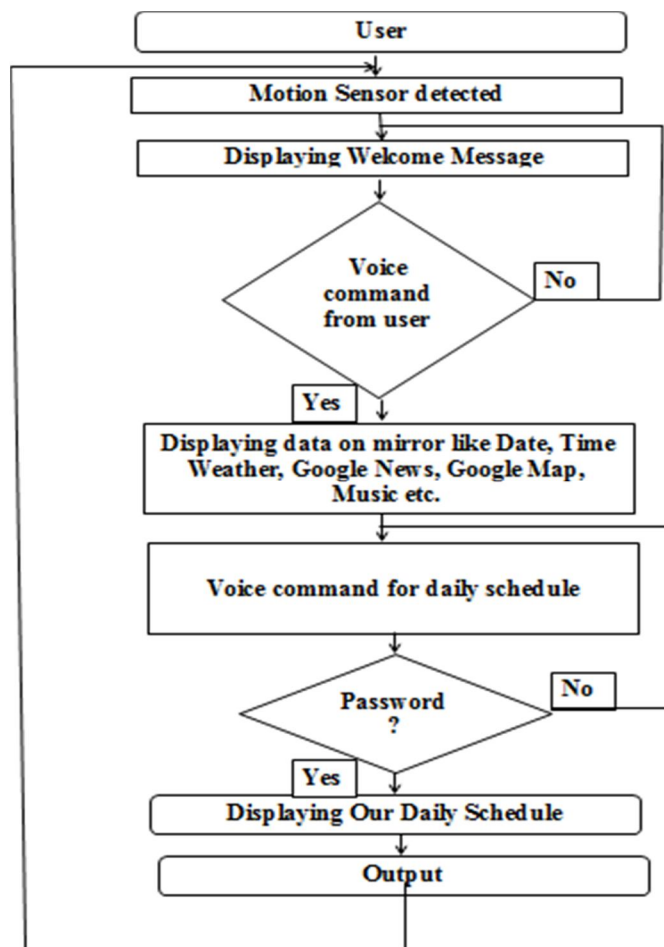 User
Motion Sensor detected
Displaying Welcome Message
Voice
command
from user
No
Yes
Displaying data on mirror like Date, Time
Weather, Google News, Google Map,
Music etc.
Voice command for daily schedule
Password
?
No
Yes
Displaying Our Daily Schedule
Output